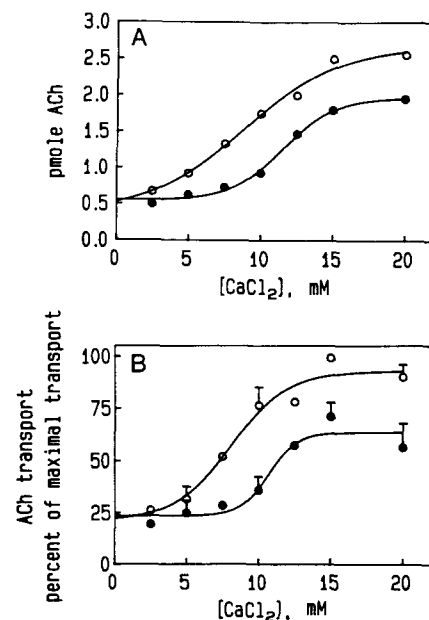 A
pmole ACh
3.0
2.5
2.0
1.5
1.0
0.5
0.0
0 5 10 15 20
[CaCl₂], mM
B
ACh transport
percent of maximal transport
100
75
50
25
0
0 5 10 15 20
[CaCl₂], mM